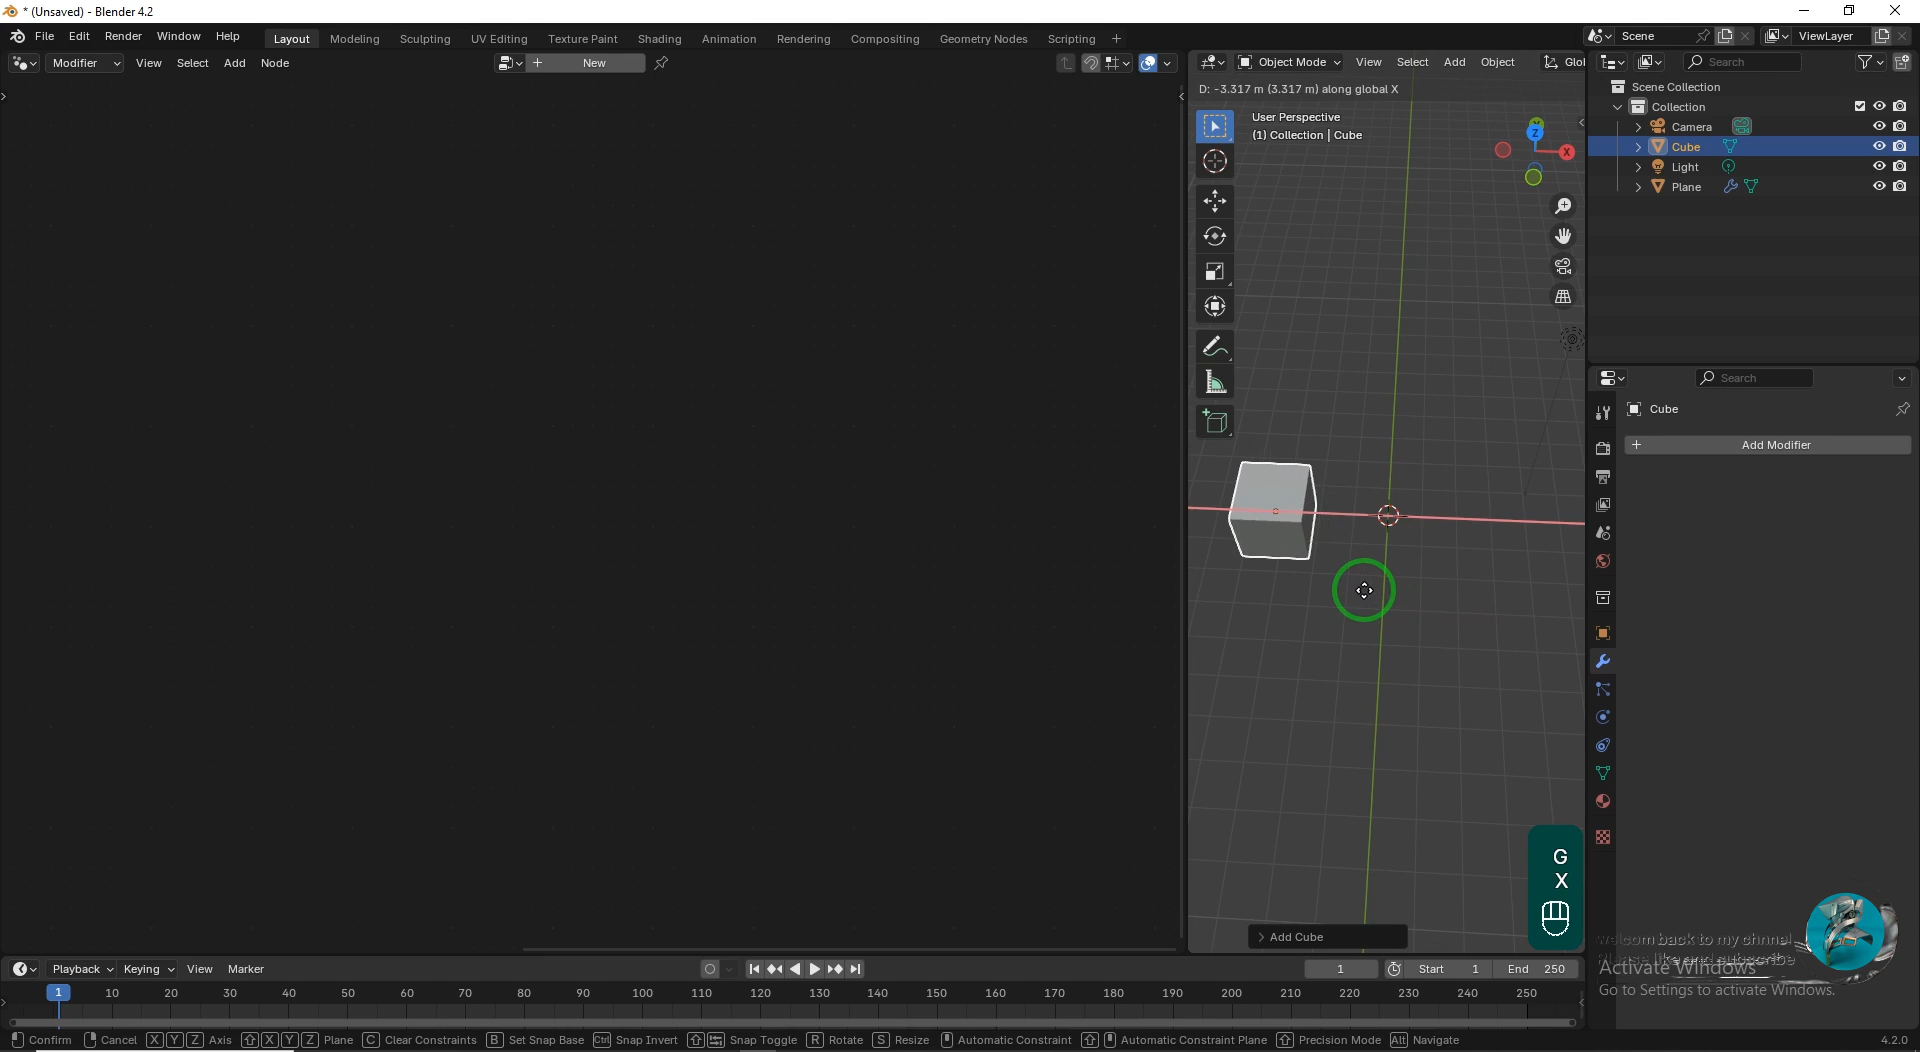 * (Unsaved) - Blender 4.2
File Edit Render Window Help
Layout Modeling Sculpting UV Editing Texture Paint Shading Animation Rendering Compositing Geometry Nodes Scripting +
Scene
ViewLayer
Modifier View Select Add Node
+ New
Object Mode View Select Add Object
Glo
D: -3.317 m (3.317 m) along global X
User Perspective
(1) Collection | Cube
Z
X
Search
Scene Collection
Collection
Camera
Cube
Light
Plane
Search
Cube
+ Add Modifier
G
X
Add Cube
welcom back to my chnnel
Activate Windows
Go to Settings to activate Windows.
Playback Keying View Marker
1
Start 1
End 250
1 10 20 30 40 50 60 70 80 90 100 110 120 130 140 150 160 170 180 190 200 210 220 230 240 250
Confirm Cancel X Y Z Axis X Y Z Plane C Clear Constraints B Set Snap Base Ctrl Snap Invert Snap Toggle R Rotate S Resize Automatic Constraint Automatic Constraint Plane Precision Mode Alt Navigate
4.2.0